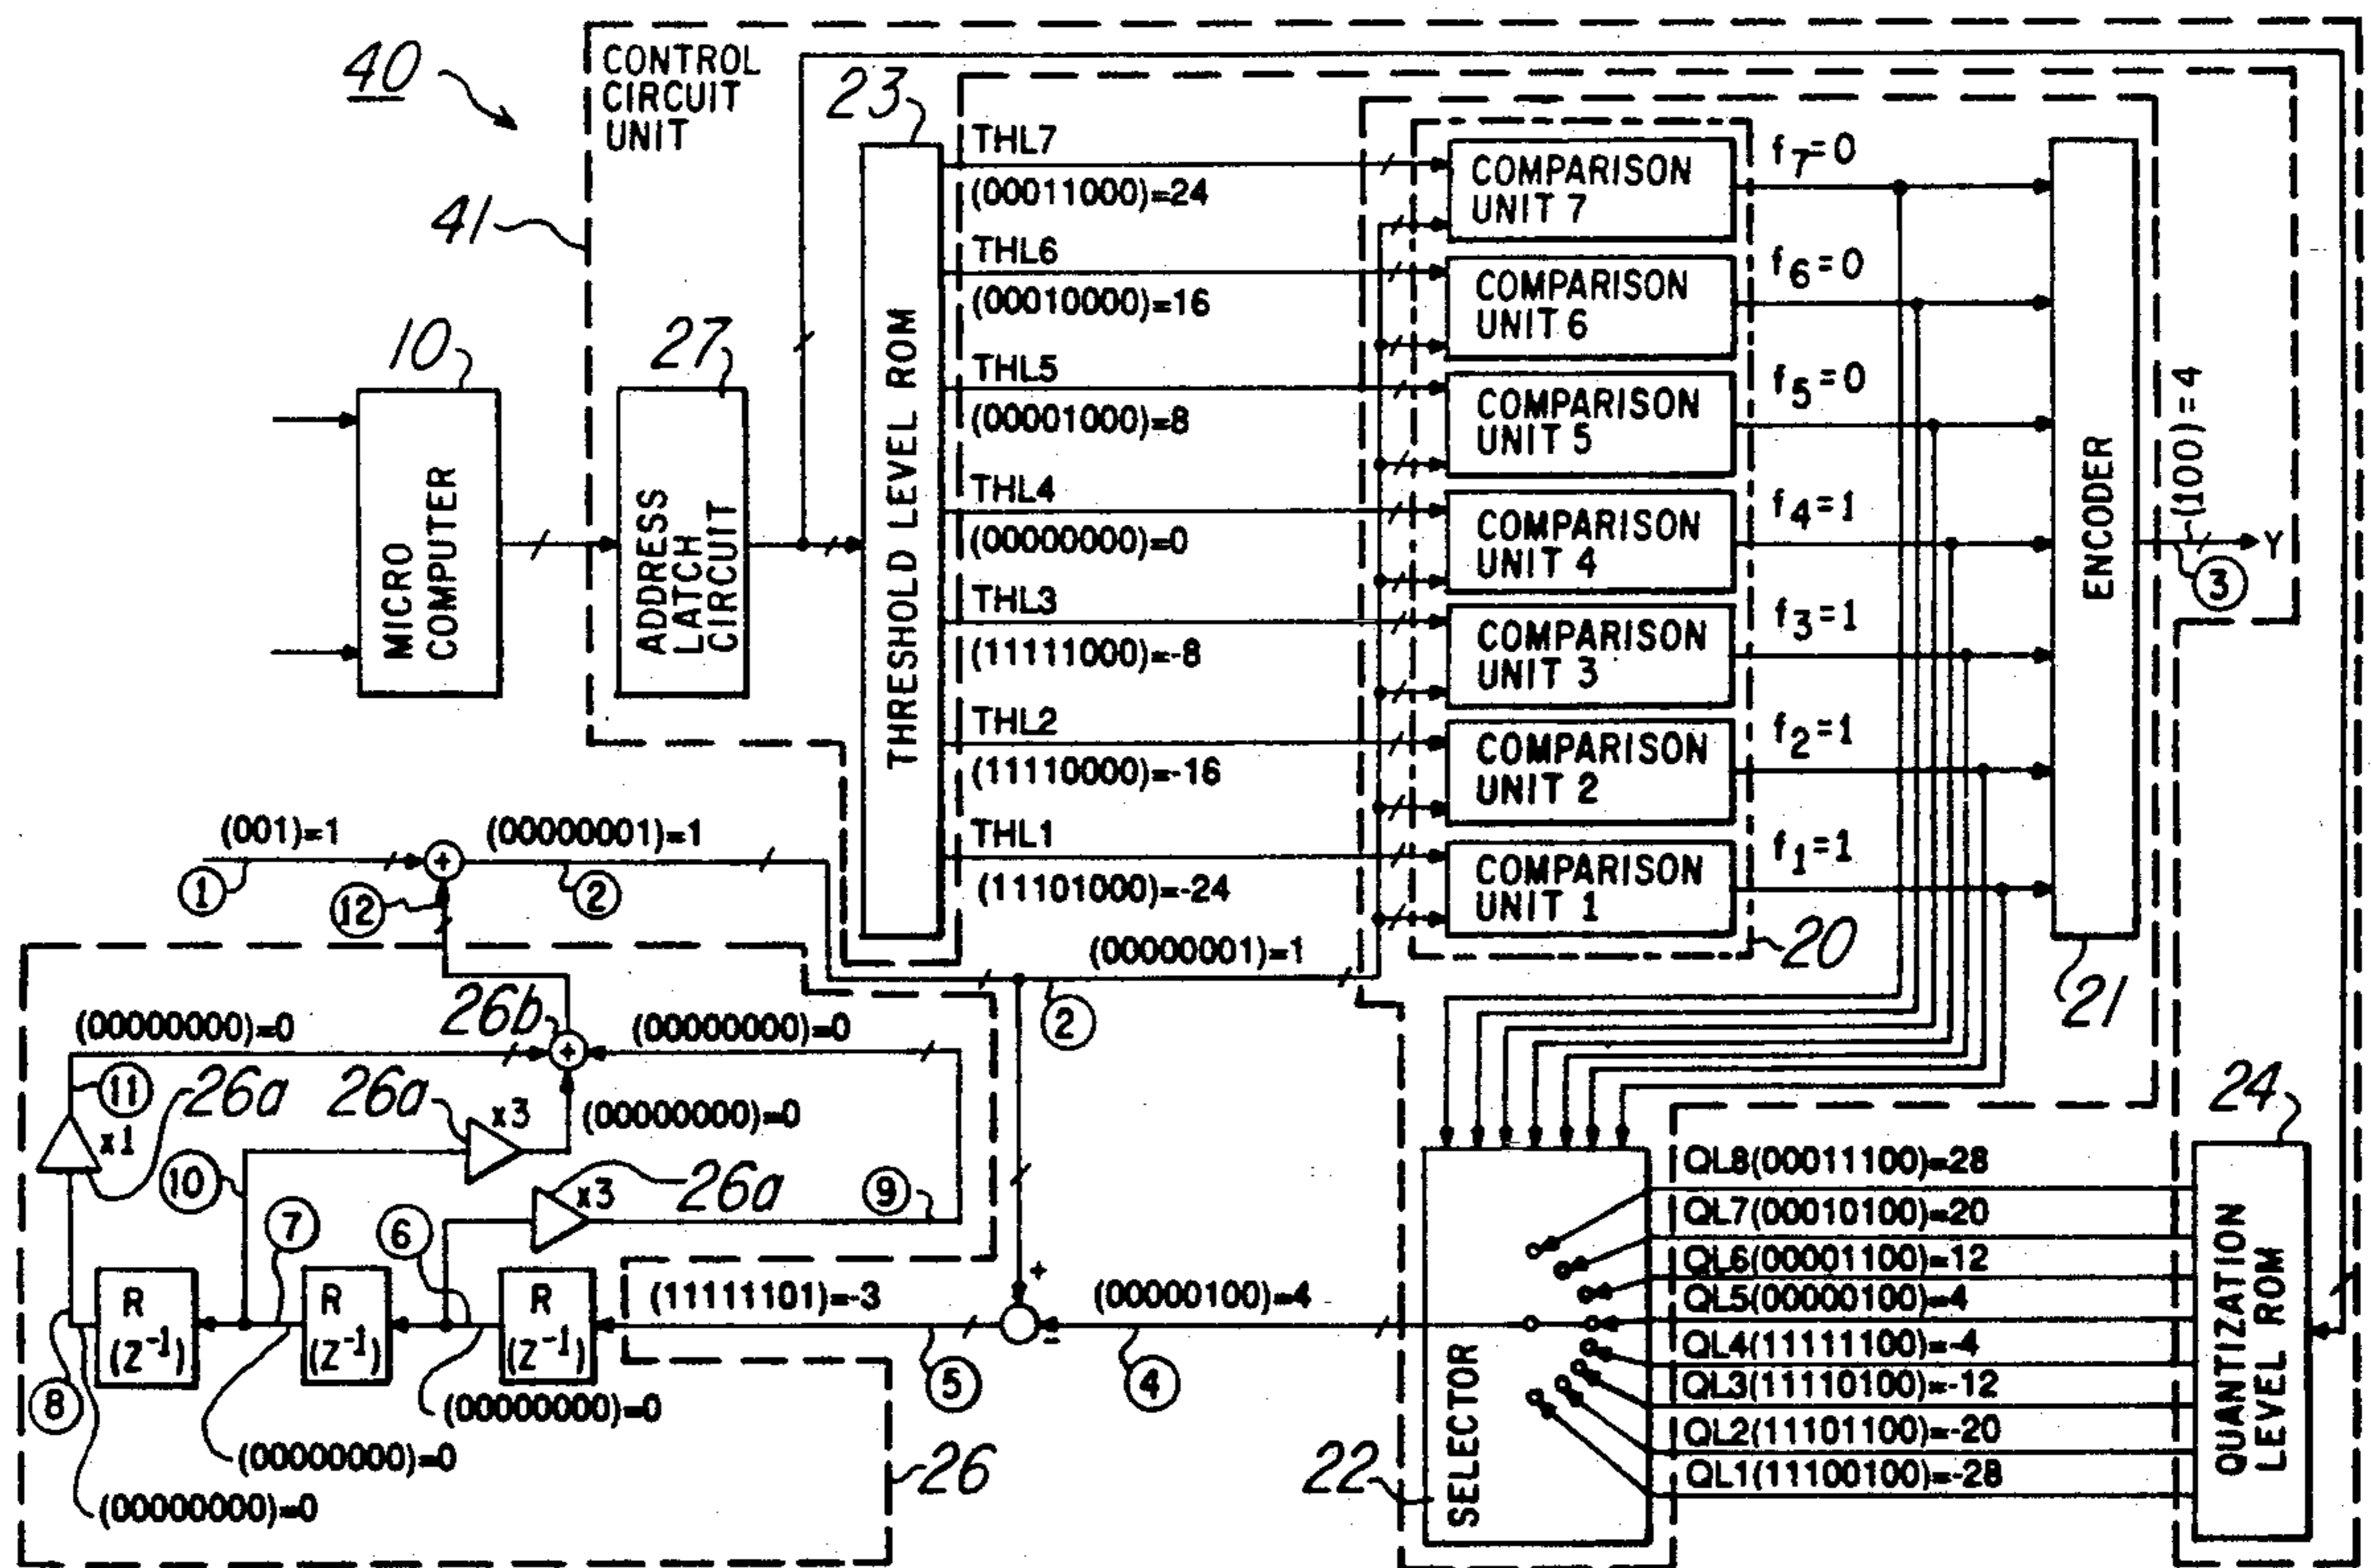 40
CONTROL
CIRCUIT
UNIT
41
10
MICRO
COMPUTER
27
ADDRESS
LATCH
CIRCUIT
23
THRESHOLD LEVEL ROM
THL7
(00011000)=24
THL6
(00010000)=16
THL5
(00001000)=8
THL4
(00000000)=0
THL3
(11111000)=-8
THL2
(11110000)=-16
THL1
(11101000)=-24
COMPARISON
UNIT 7
COMPARISON
UNIT 6
COMPARISON
UNIT 5
COMPARISON
UNIT 4
COMPARISON
UNIT 3
COMPARISON
UNIT 2
COMPARISON
UNIT 1
20
f7=0
f6=0
f5=0
f4=1
f3=1
f2=1
f1=1
ENCODER
21
(100)=4
Y
3
(001)=1
1
+
(00000001)=1
2
12
(00000001)=1
2
(00000000)=0
26b
+
(00000000)=0
11
26a
x1
26a
x3
(00000000)=0
10
x3
26a
9
7
6
R
(Z-1)
R
(Z-1)
R
(Z-1)
8
(00000000)=0
(00000000)=0
(00000000)=0
26
(11111101)=-3
5
+
-
(00000100)=4
4
22
SELECTOR
QL8(00011100)=28
QL7(00010100)=20
QL6(00001100)=12
QL5(00000100)=4
QL4(11111100)=-4
QL3(11110100)=-12
QL2(11101100)=-20
QL1(11100100)=-28
24
QUANTIZATION
LEVEL ROM